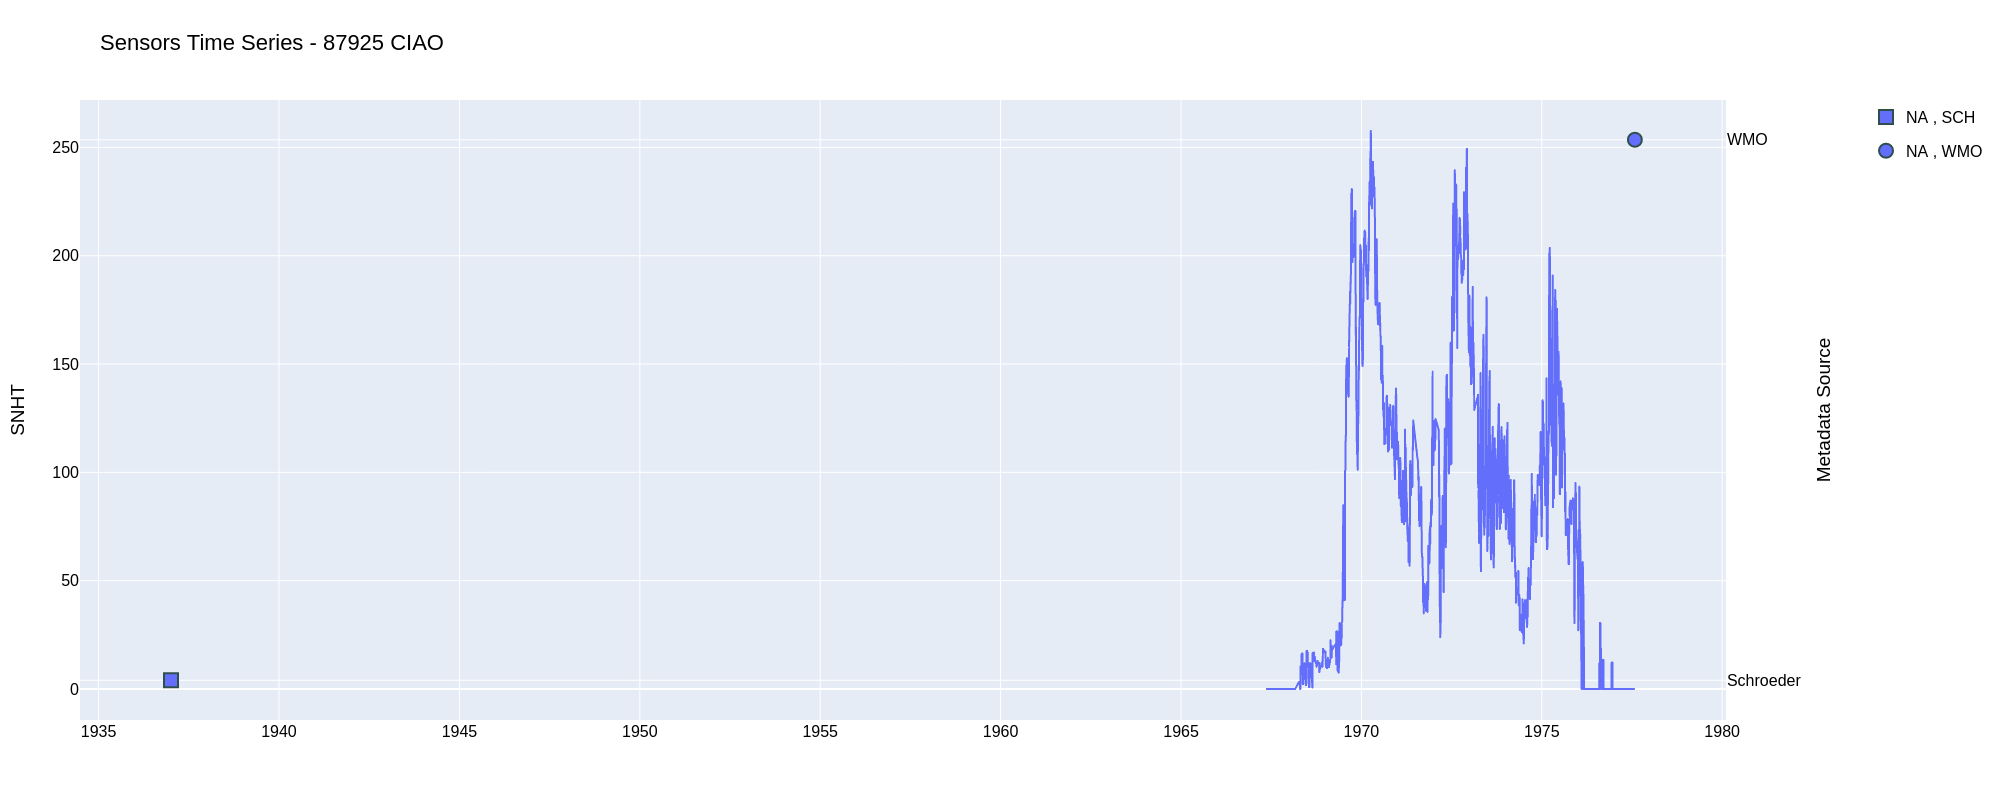 Sensors Time Series - 87925 CIAO
NA , SCH
NA , WMO
WMO
Schroeder
Metadata Source
SNHT
250
200
150
100
50
0
1935 1940 1945 1950 1955 1960 1965 1970 1975 1980